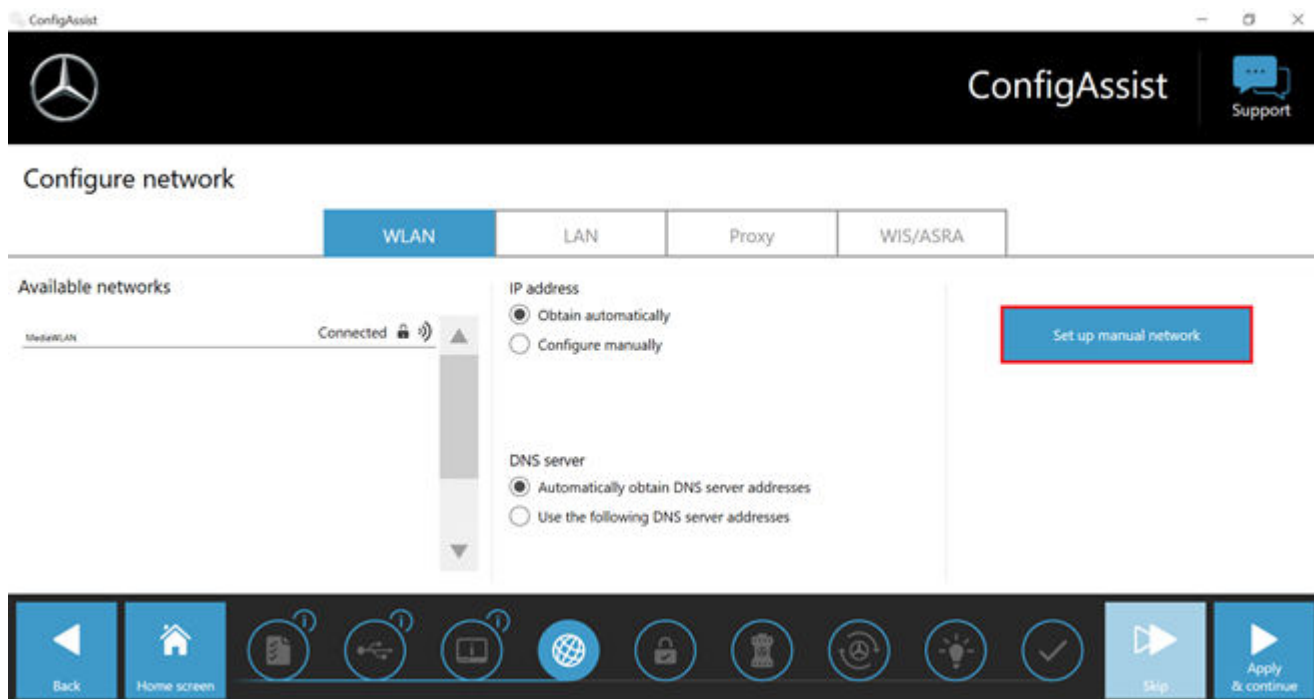 ConfigAssist
ConfigAssist
Support
Configure network
WLAN
LAN
Proxy
WIS/ASRA
Available networks
MediaWLAN
Connected
IP address
Obtain automatically
Configure manually
DNS server
Automatically obtain DNS server addresses
Use the following DNS server addresses
Set up manual network
Back
Home screen
Skip
Apply
& continue